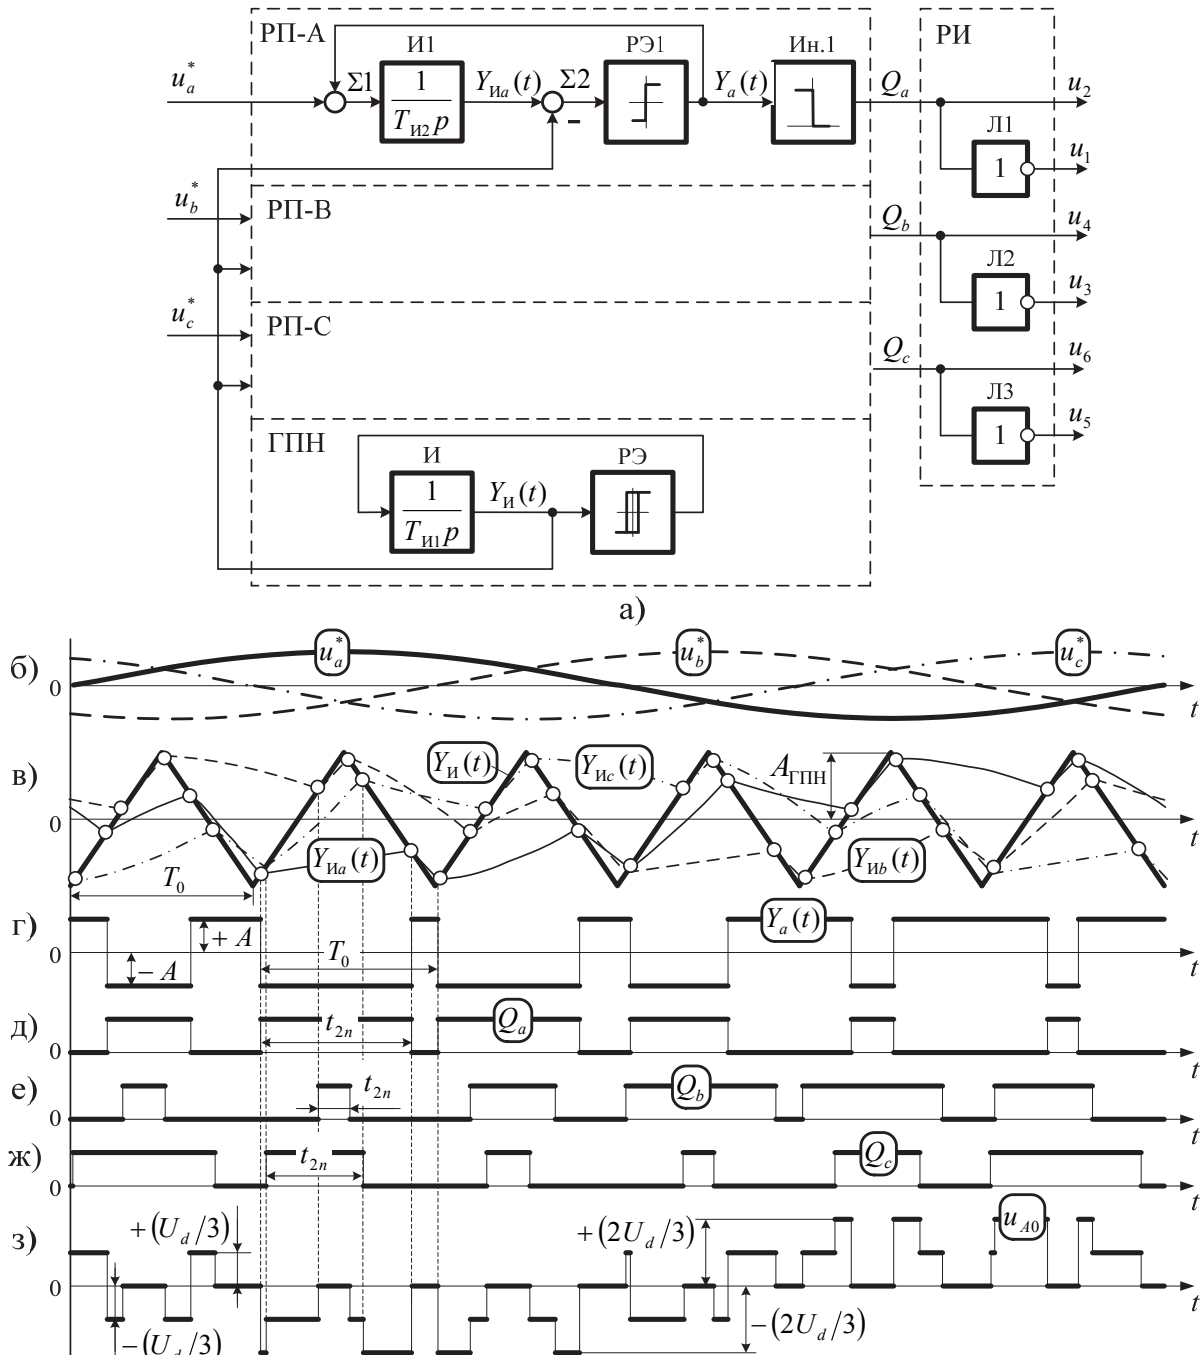 РП-А
И1
РЭ1
Ин.1
РИ
u*a
Σ1
1 / TИ2 p
YИa(t)
Σ2
−
Ya(t)
Qa
u2
Л1
1
u1
u*b
РП-В
Qb
u4
Л2
1
u3
u*c
РП-С
Qc
u6
Л3
1
u5
ГПН
И
РЭ
1 / TИ1 p
YИ(t)
а)
б)
0
u*a
u*b
u*c
t
в)
0
YИ(t)
YИc(t)
AГПН
YИa(t)
YИb(t)
T0
t
г)
0
+ A
− A
T0
Ya(t)
t
д)
0
t2n
Qa
t
е)
0
t2n
Qb
t
ж)
0
t2n
Qc
t
з)
0
+(Ud/3)
−(Ud/3)
+(2Ud/3)
−(2Ud/3)
uA0
t